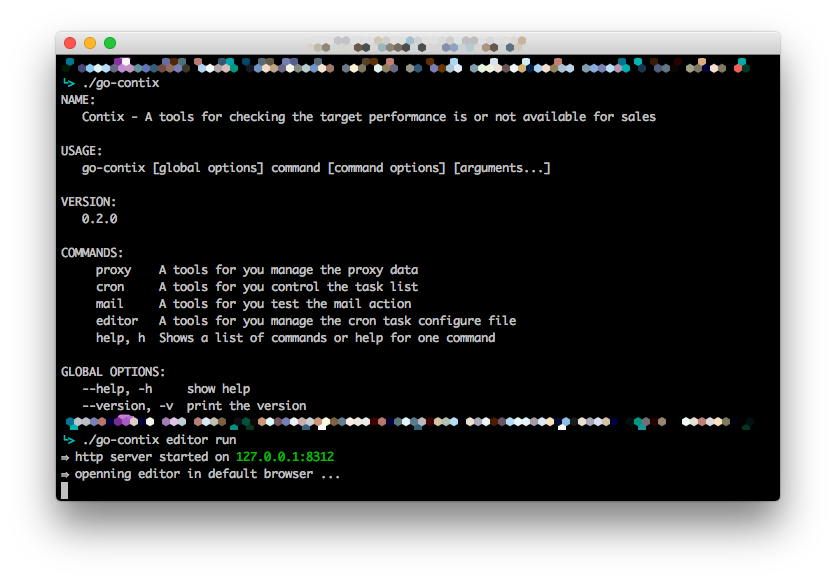 ↳ ./go-contix
NAME:
Contix - A tools for checking the target performance is or not available for sales
USAGE:
go-contix [global options] command [command options] [arguments...]
VERSION:
0.2.0
COMMANDS:
proxy A tools for you manage the proxy data
cron A tools for you control the task list
mail A tools for you test the mail action
editor A tools for you manage the cron task configure file
help, h Shows a list of commands or help for one command
GLOBAL OPTIONS:
--help, -h show help
--version, -v print the version
↳ ./go-contix editor run
⇒ http server started on 127.0.0.1:8312
⇒ openning editor in default browser ...